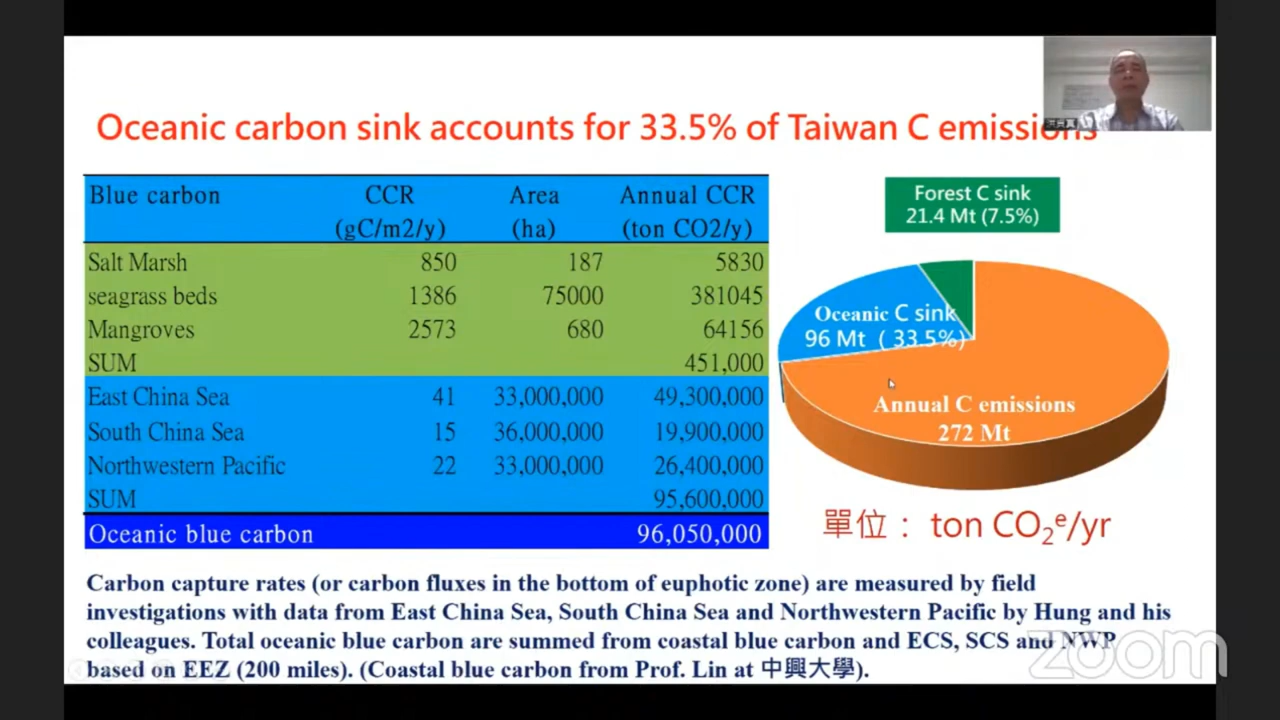 Oceanic carbon sink accounts for 33.5% of Taiwan C emissions
Blue carbon CCR Area Annual CCR
(gC/m2/y) (ha) (ton CO2/y)
Salt Marsh 850 187 5830
seagrass beds 1386 75000 381045
Mangroves 2573 680 64156
SUM 451,000
East China Sea 41 33,000,000 49,300,000
South China Sea 15 36,000,000 19,900,000
Northwestern Pacific 22 33,000,000 26,400,000
SUM 95,600,000
Oceanic blue carbon 96,050,000
Forest C sink
21.4 Mt (7.5%)
Oceanic C sink
96 Mt ( 33.5%)
Annual C emissions
272 Mt
單位： ton CO₂ᵉ/yr
Carbon capture rates (or carbon fluxes in the bottom of euphotic zone) are measured by field
investigations with data from East China Sea, South China Sea and Northwestern Pacific by Hung and his
colleagues. Total oceanic blue carbon are summed from coastal blue carbon and ECS, SCS and NWP
based on EEZ (200 miles). (Coastal blue carbon from Prof. Lin at 中興大學).
zoom